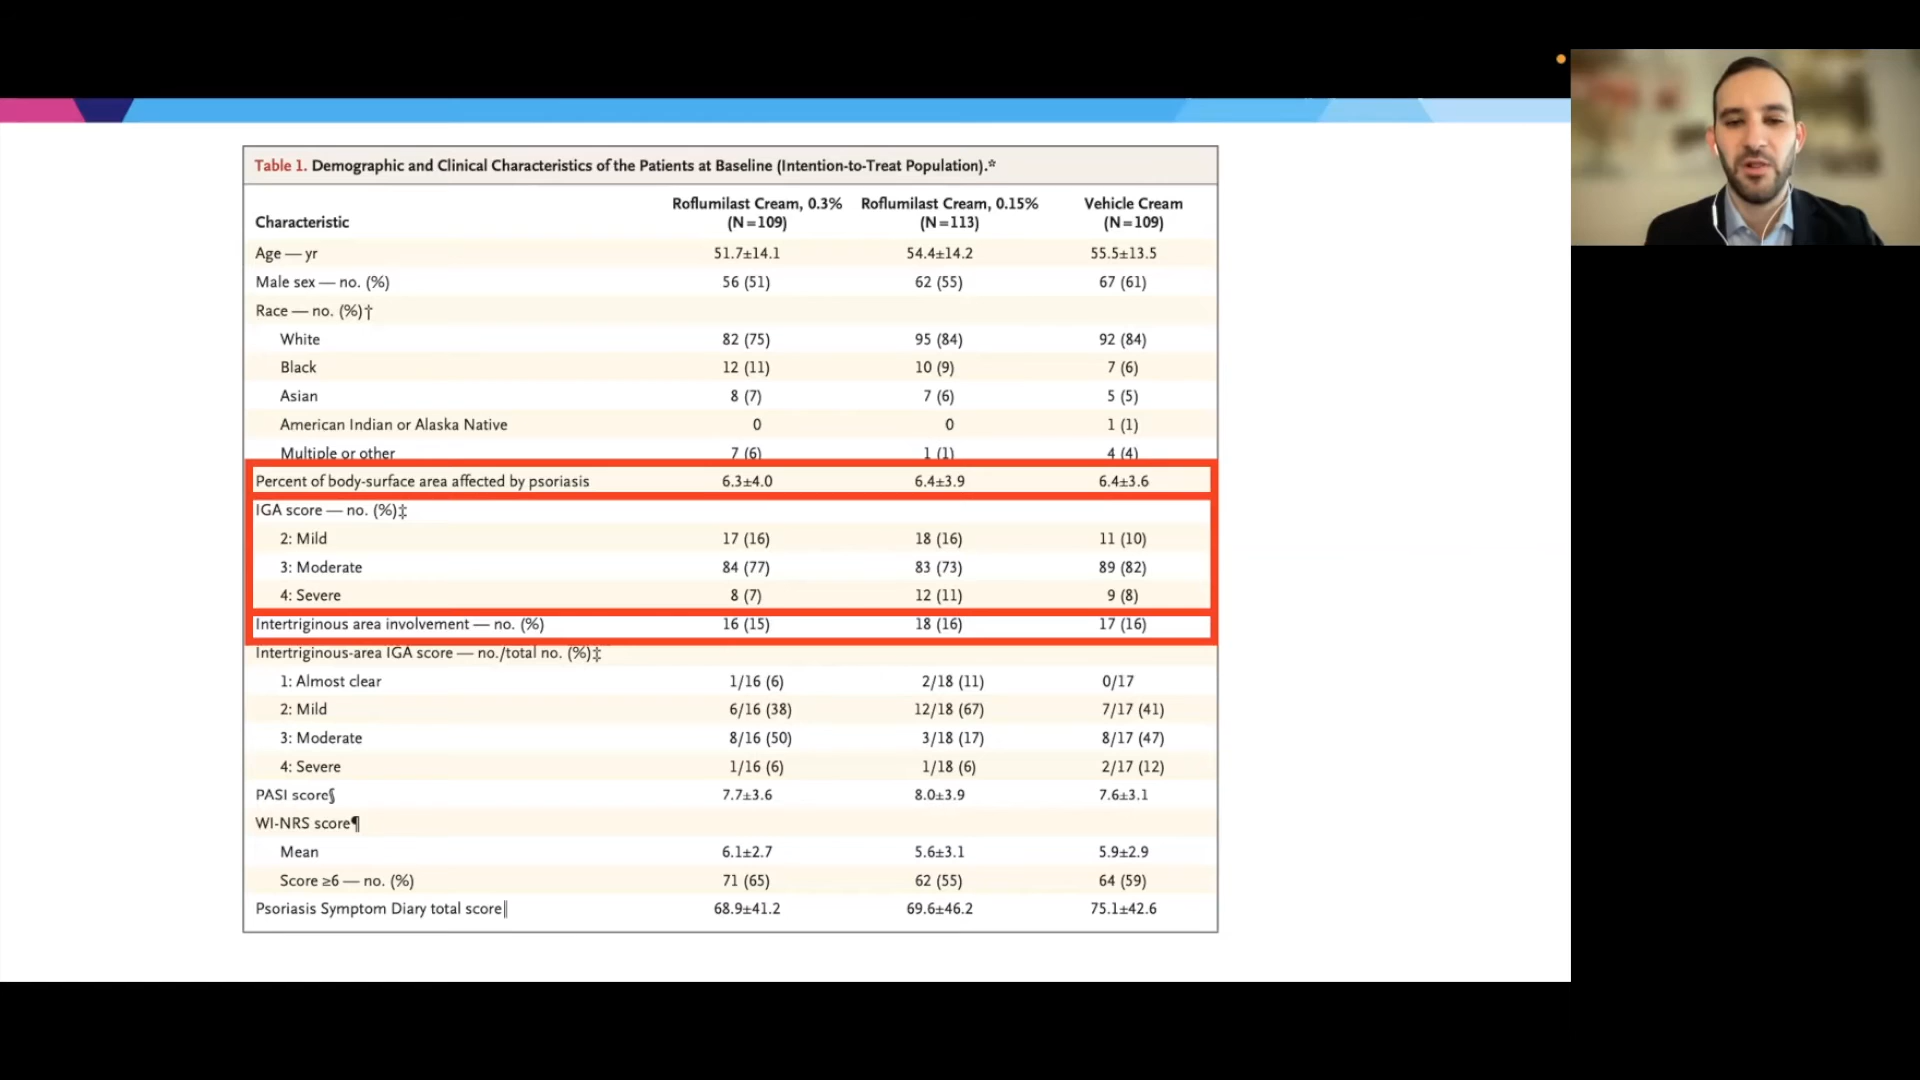 Table 1. Demographic and Clinical Characteristics of the Patients at Baseline (Intention-to-Treat Population).*
Characteristic Roflumilast Cream, 0.3% (N=109) Roflumilast Cream, 0.15% (N=113) Vehicle Cream (N=109)
Age — yr 51.7±14.1 54.4±14.2 55.5±13.5
Male sex — no. (%) 56 (51) 62 (55) 67 (61)
Race — no. (%)†
White 82 (75) 95 (84) 92 (84)
Black 12 (11) 10 (9) 7 (6)
Asian 8 (7) 7 (6) 5 (5)
American Indian or Alaska Native 0 0 1 (1)
Multiple or other 7 (6) 1 (1) 4 (4)
Percent of body-surface area affected by psoriasis 6.3±4.0 6.4±3.9 6.4±3.6
IGA score — no. (%)‡
2: Mild 17 (16) 18 (16) 11 (10)
3: Moderate 84 (77) 83 (73) 89 (82)
4: Severe 8 (7) 12 (11) 9 (8)
Intertriginous area involvement — no. (%) 16 (15) 18 (16) 17 (16)
Intertriginous-area IGA score — no./total no. (%)‡
1: Almost clear 1/16 (6) 2/18 (11) 0/17
2: Mild 6/16 (38) 12/18 (67) 7/17 (41)
3: Moderate 8/16 (50) 3/18 (17) 8/17 (47)
4: Severe 1/16 (6) 1/18 (6) 2/17 (12)
PASI score§ 7.7±3.6 8.0±3.9 7.6±3.1
WI-NRS score¶
Mean 6.1±2.7 5.6±3.1 5.9±2.9
Score ≥6 — no. (%) 71 (65) 62 (55) 64 (59)
Psoriasis Symptom Diary total score‖ 68.9±41.2 69.6±46.2 75.1±42.6